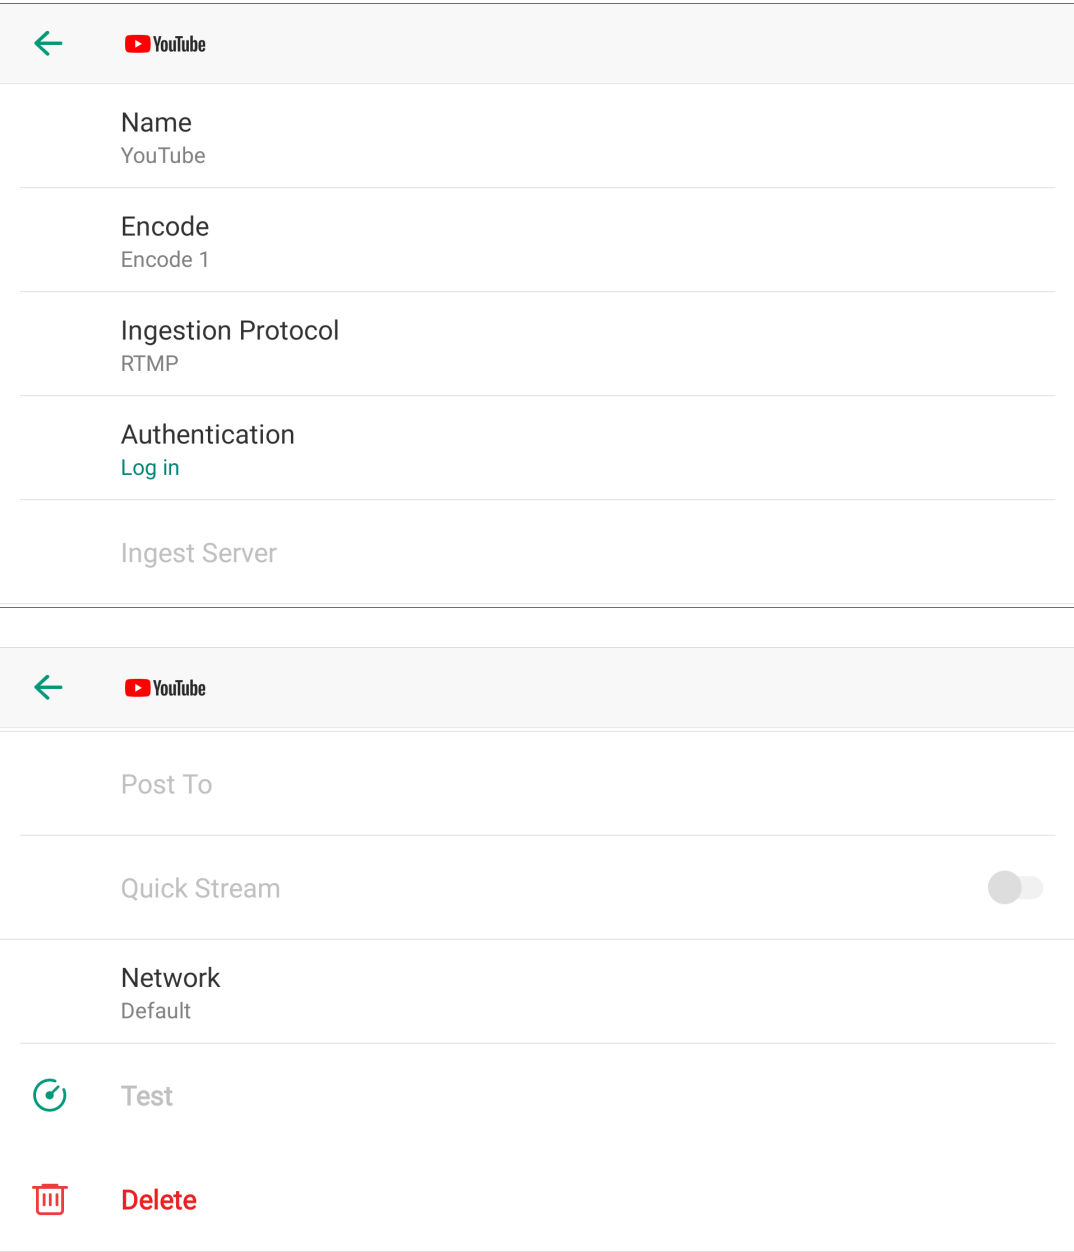 YouTube
Name
YouTube
Encode
Encode 1
Ingestion Protocol
RTMP
Authentication
Log in
Ingest Server
YouTube
Post To
Quick Stream
Network
Default
Test
Delete